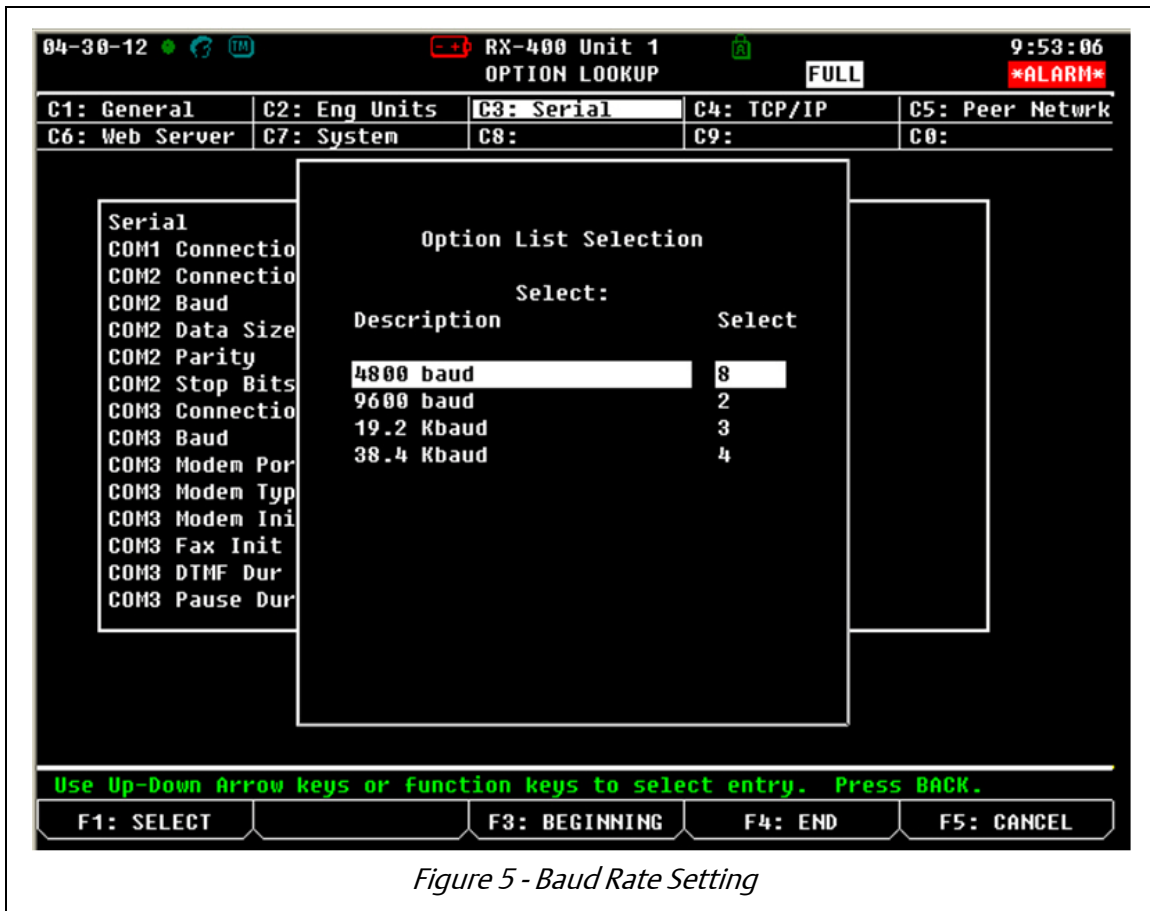 04-30-12 TM - + RX-400 Unit 1 A 9:53:06
OPTION LOOKUP FULL *ALARM*
C1: General C2: Eng Units C3: Serial C4: TCP/IP C5: Peer Netwrk
C6: Web Server C7: System C8: C9: C0:
Serial
COM1 Connectio
COM2 Connectio
COM2 Baud
COM2 Data Size
COM2 Parity
COM2 Stop Bits
COM3 Connectio
COM3 Baud
COM3 Modem Por
COM3 Modem Typ
COM3 Modem Ini
COM3 Fax Init
COM3 DTMF Dur
COM3 Pause Dur
Option List Selection
Select:
Description Select
4800 baud 8
9600 baud 2
19.2 Kbaud 3
38.4 Kbaud 4
Use Up-Down Arrow keys or function keys to select entry. Press BACK.
F1: SELECT F3: BEGINNING F4: END F5: CANCEL
Figure 5 - Baud Rate Setting